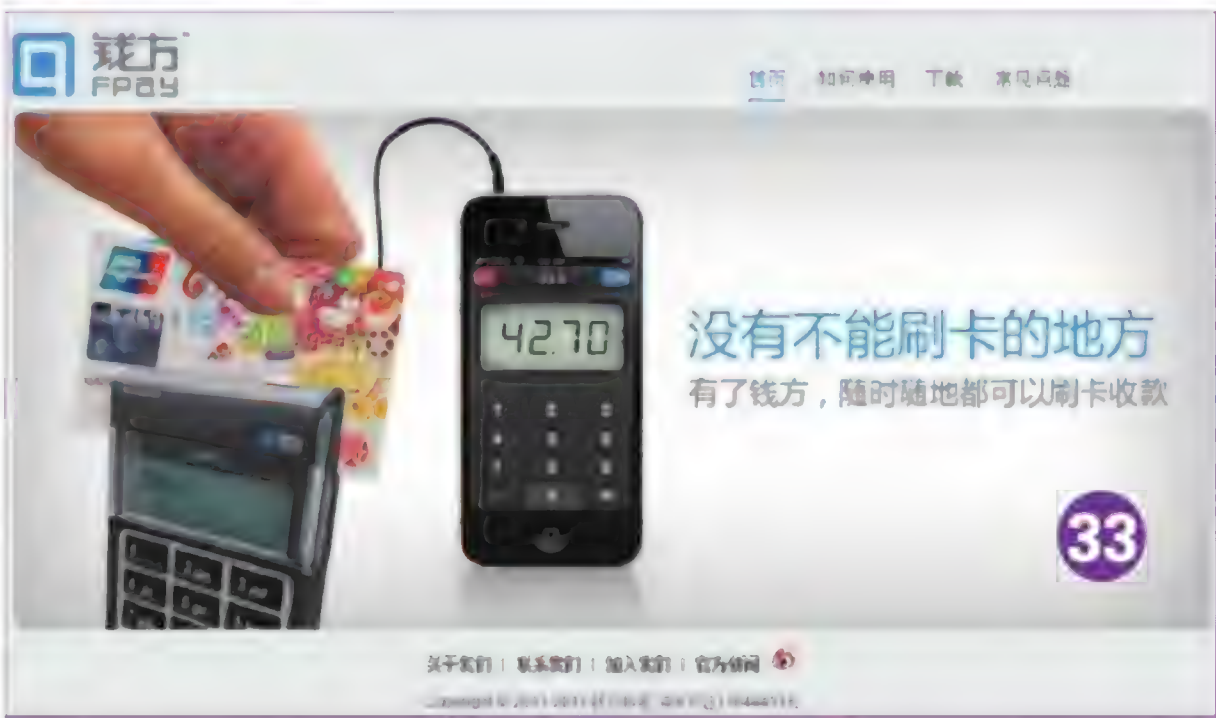 钱方
FPay
首页 如何使用 下载 常见问题
42.70
没有不能刷卡的地方
有了钱方，随时随地都可以刷卡收款
33
关于我们 | 联系我们 | 加入我们 | 官方微博